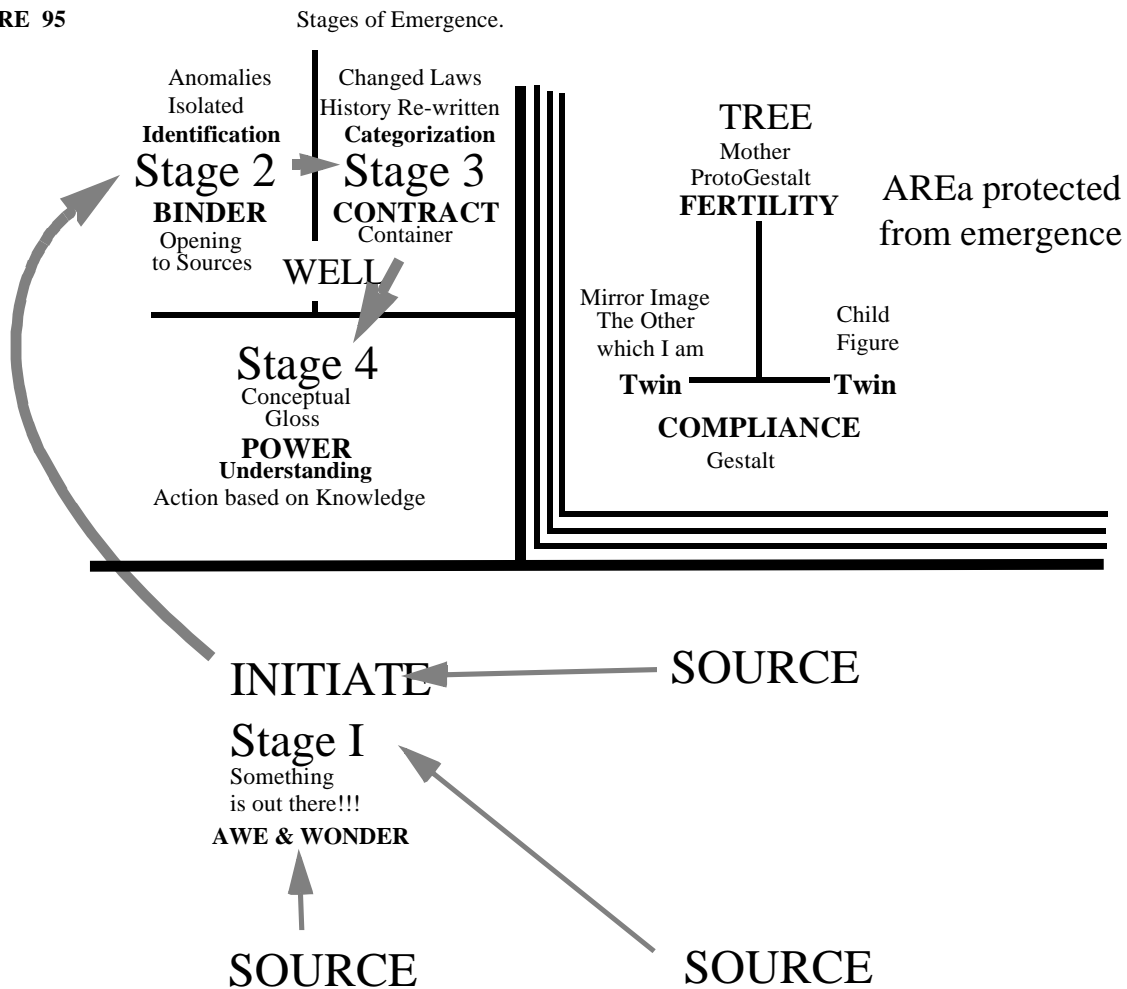 RE 95
Stages of Emergence.
Anomalies
Isolated
Identification
Stage 2
BINDER
Opening
to Sources
Changed Laws
History Re-written
Categorization
Stage 3
CONTRACT
Container
WELL
Stage 4
Conceptual
Gloss
POWER
Understanding
Action based on Knowledge
TREE
Mother
ProtoGestalt
FERTILITY
AREa protected
from emergence
Mirror Image
The Other
which I am
Twin
Child
Figure
Twin
COMPLIANCE
Gestalt
INITIATE
SOURCE
Stage I
Something
is out there!!!
AWE & WONDER
SOURCE
SOURCE